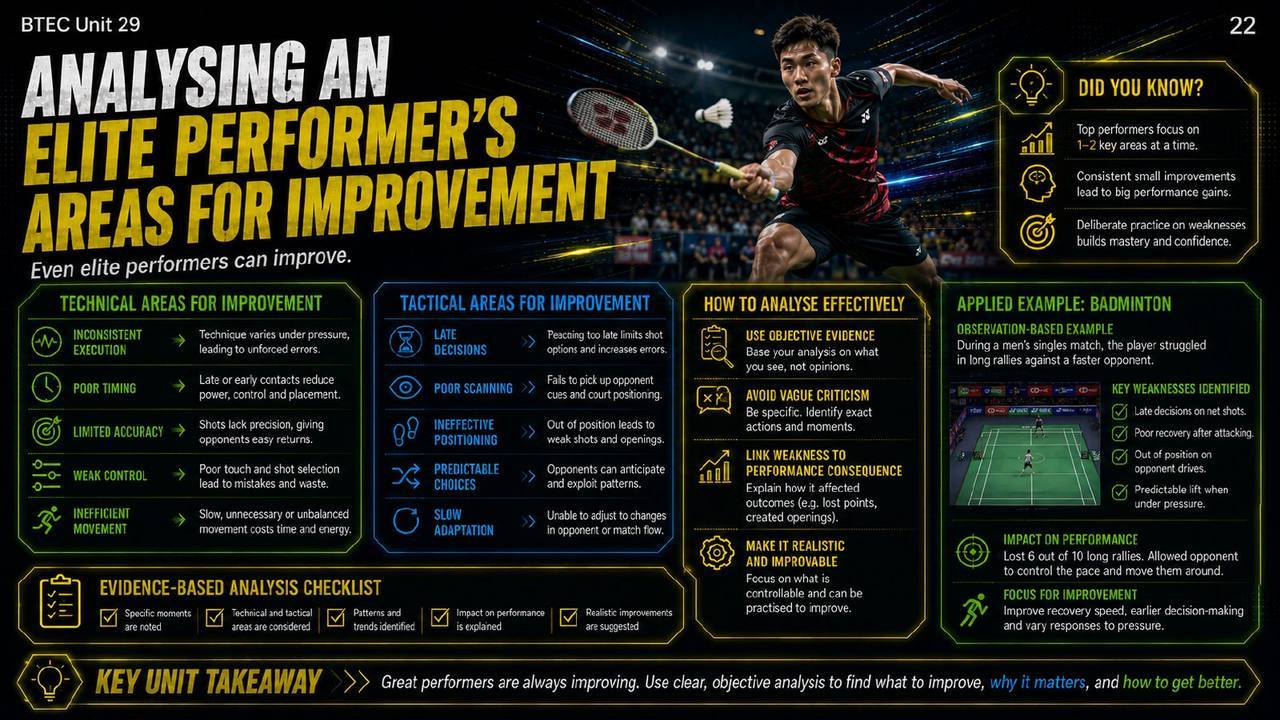 BTEC Unit 29
22
ANALYSING AN
ELITE PERFORMER'S
AREAS FOR IMPROVEMENT
Even elite performers can improve.
DID YOU KNOW?
Top performers focus on
1–2 key areas at a time.
Consistent small improvements
lead to big performance gains.
Deliberate practice on weaknesses
builds mastery and confidence.
TECHNICAL AREAS FOR IMPROVEMENT
INCONSISTENT
EXECUTION
Technique varies under pressure,
leading to unforced errors.
POOR TIMING
Late or early contacts reduce
power, control and placement.
LIMITED ACCURACY
Shots lack precision, giving
opponents easy returns.
WEAK CONTROL
Poor touch and shot selection
lead to mistakes and waste.
INEFFICIENT
MOVEMENT
Slow, unnecessary or unbalanced
movement costs time and energy.
TACTICAL AREAS FOR IMPROVEMENT
LATE
DECISIONS
Peacting too late limits shot
options and increases errors.
POOR SCANNING
Fails to pick up opponent
cues and court positioning.
INEFFECTIVE
POSITIONING
Out of position leads to
weak shots and openings.
PREDICTABLE
CHOICES
Opponents can anticipate
and exploit patterns.
SLOW
ADAPTATION
Unable to adjust to changes
in opponent or match flow.
HOW TO ANALYSE EFFECTIVELY
USE OBJECTIVE EVIDENCE
Base your analysis on what
you see, not opinions.
AVOID VAGUE CRITICISM
Be specific. Identify exact
actions and moments.
LINK WEAKNESS TO
PERFORMANCE CONSEQUENCE
Explain how it affected
outcomes (e.g. lost points,
created openings).
MAKE IT REALISTIC
AND IMPROVABLE
Focus on what is
controllable and can be
practised to improve.
APPLIED EXAMPLE: BADMINTON
OBSERVATION-BASED EXAMPLE
During a men's singles match, the player struggled
in long rallies against a faster opponent.
KEY WEAKNESSES IDENTIFIED
Late decisions on net shots.
Poor recovery after attacking.
Out of position on
opponent drives.
Predictable lift when
under pressure.
IMPACT ON PERFORMANCE
Lost 6 out of 10 long rallies. Allowed opponent
to control the pace and move them around.
FOCUS FOR IMPROVEMENT
Improve recovery speed, earlier decision-making
and vary responses to pressure.
EVIDENCE-BASED ANALYSIS CHECKLIST
Specific moments
are noted
Technical and tactical
areas are considered
Patterns and
trends identified
Impact on performance
is explained
Realistic improvements
are suggested
KEY UNIT TAKEAWAY
Great performers are always improving. Use clear, objective analysis to find what to improve, why it matters, and how to get better.